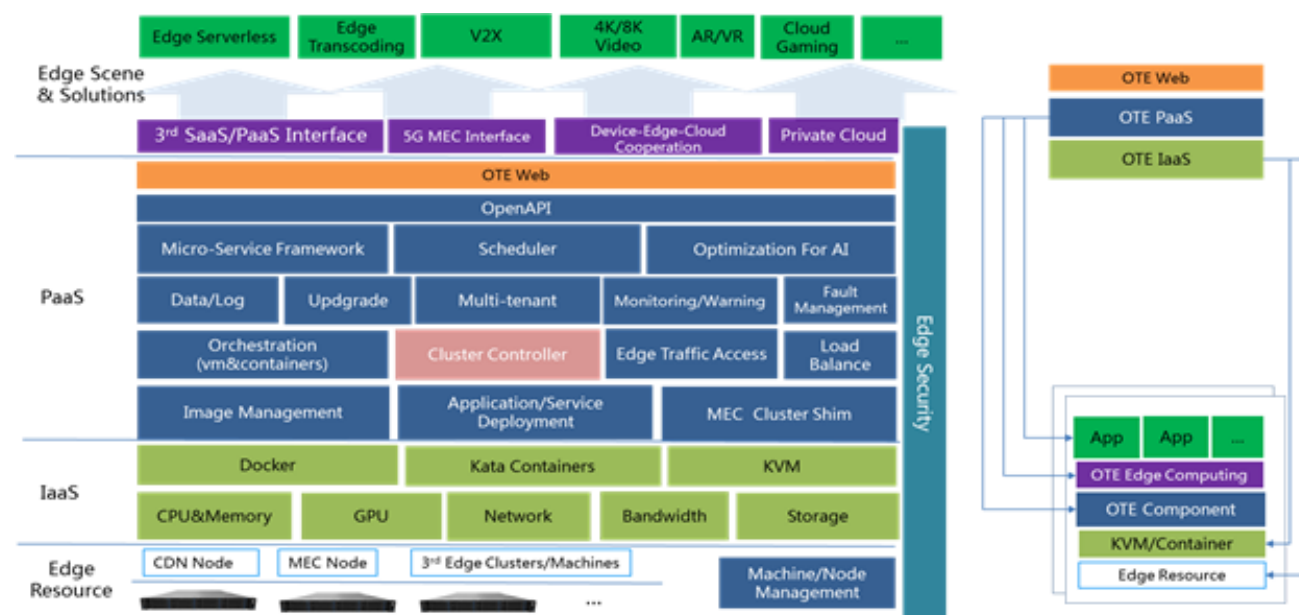 Edge Serverless
Edge
Transcoding
V2X
4K/8K
Video
AR/VR
Cloud
Gaming
...
Edge Scene
& Solutions
3rd SaaS/PaaS Interface
5G MEC Interface
Device-Edge-Cloud
Cooperation
Private Cloud
PaaS
OTE Web
OpenAPI
Micro-Service Framework
Scheduler
Optimization For AI
Data/Log
Updgrade
Multi-tenant
Monitoring/Warning
Fault
Management
Orchestration
(vm&containers)
Cluster Controller
Edge Traffic Access
Load
Balance
Image Management
Application/Service
Deployment
MEC Cluster Shim
Edge Security
IaaS
Docker
Kata Containers
KVM
CPU&Memory
GPU
Network
Bandwidth
Storage
Edge
Resource
CDN Node
MEC Node
3rd Edge Clusters/Machines
...
Machine/Node
Management
OTE Web
OTE PaaS
OTE IaaS
App
App
...
OTE Edge Computing
OTE Component
KVM/Container
Edge Resource